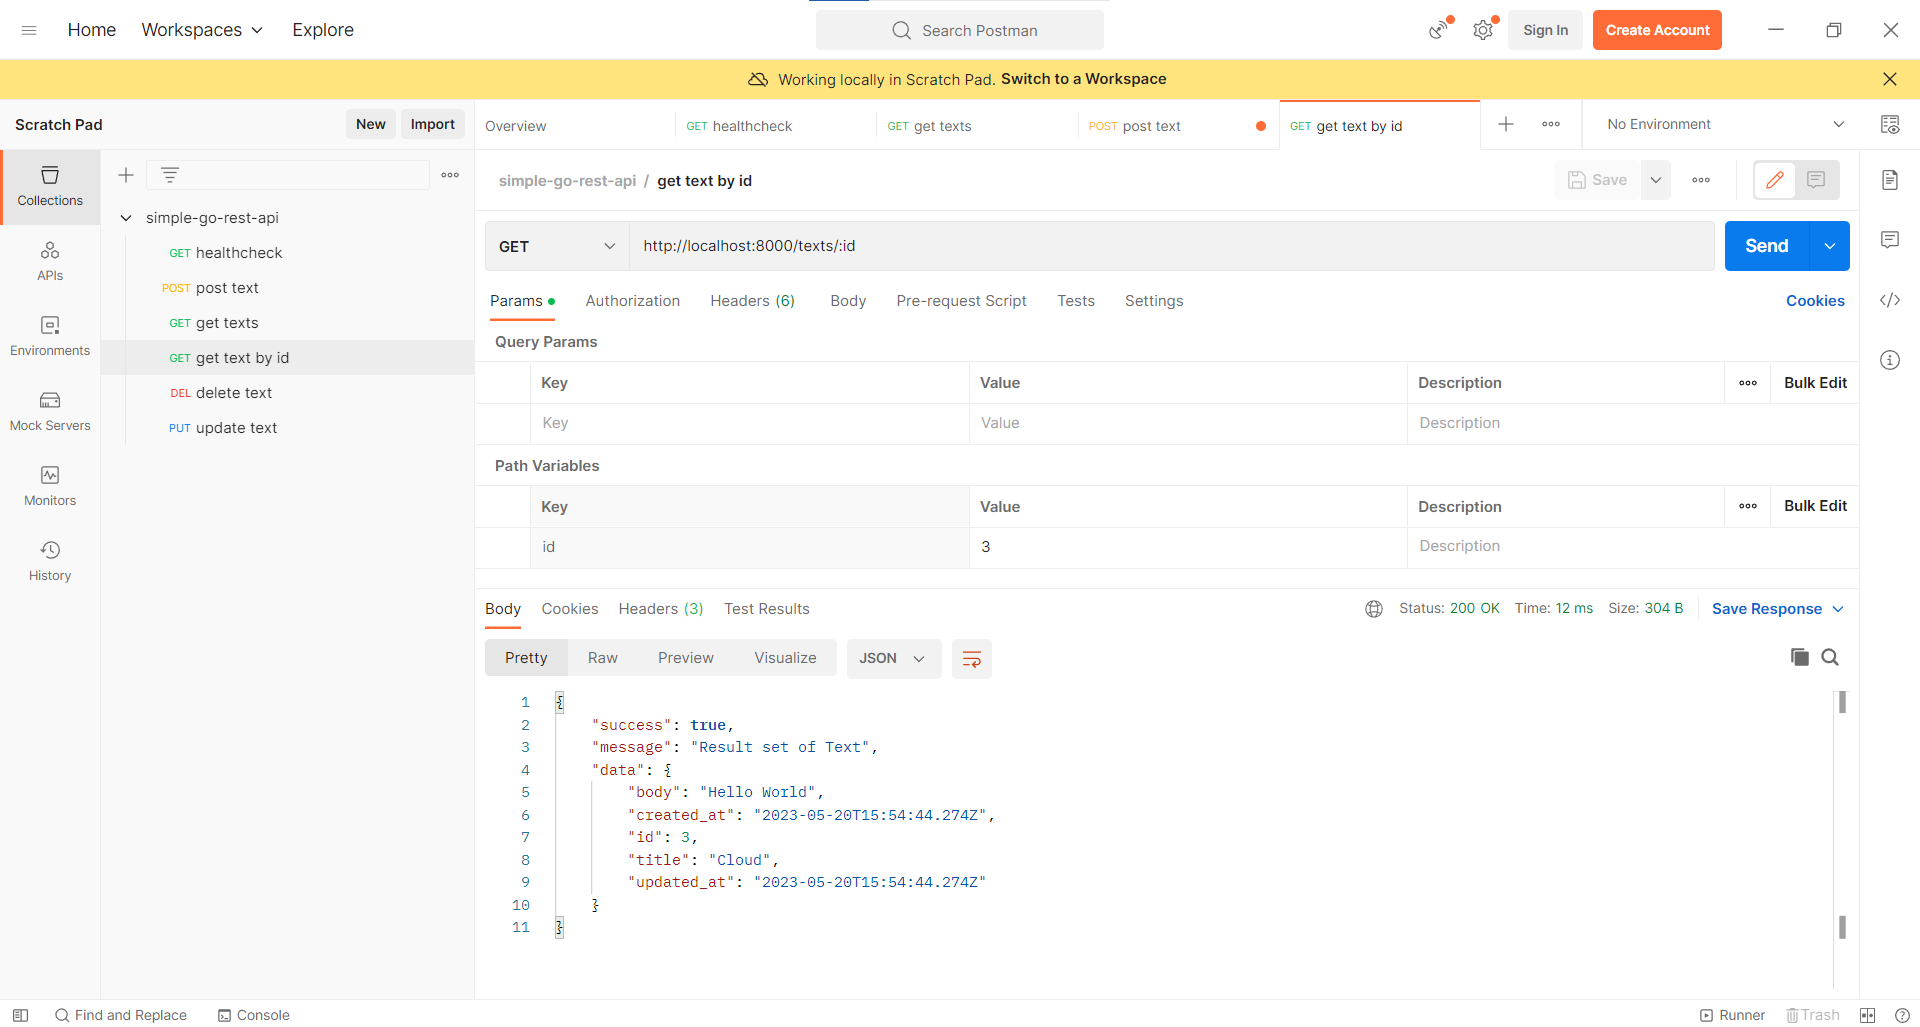 Home Workspaces Explore Search Postman Sign In Create Account
Working locally in Scratch Pad. Switch to a Workspace
Scratch Pad New Import Overview GET healthcheck GET get texts POST post text GET get text by id No Environment
Collections
APIs
Environments
Mock Servers
Monitors
History
simple-go-rest-api
GET healthcheck
POST post text
GET get texts
GET get text by id
DEL delete text
PUT update text
simple-go-rest-api / get text by id Save
GET http://localhost:8000/texts/:id Send
Params Authorization Headers (6) Body Pre-request Script Tests Settings Cookies
Query Params
Key Value Description Bulk Edit
Key Value Description
Path Variables
Key Value Description Bulk Edit
id 3 Description
Body Cookies Headers (3) Test Results Status: 200 OK Time: 12 ms Size: 304 B Save Response
Pretty Raw Preview Visualize JSON
1 {
2 "success": true,
3 "message": "Result set of Text",
4 "data": {
5 "body": "Hello World",
6 "created_at": "2023-05-20T15:54:44.274Z",
7 "id": 3,
8 "title": "Cloud",
9 "updated_at": "2023-05-20T15:54:44.274Z"
10 }
11 }
Find and Replace Console Runner Trash